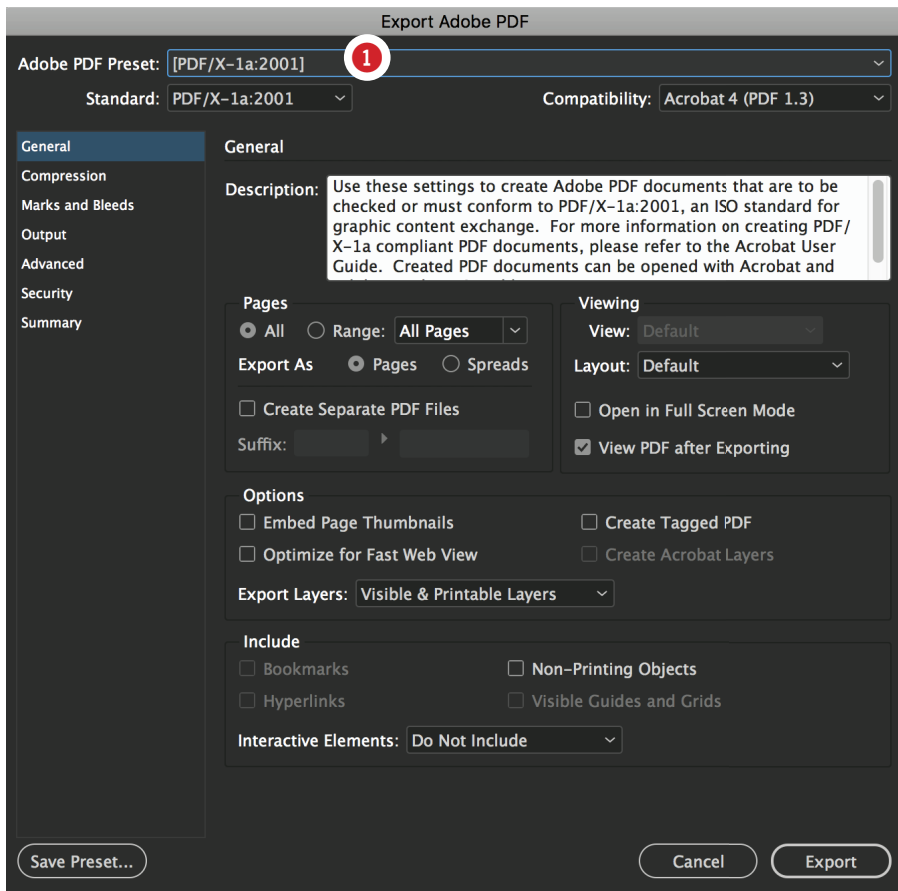 Export Adobe PDF
1
Adobe PDF Preset: [PDF/X-1a:2001]
Standard: PDF/X-1a:2001 Compatibility: Acrobat 4 (PDF 1.3)
General
Compression
Marks and Bleeds
Output
Advanced
Security
Summary
General
Description: Use these settings to create Adobe PDF documents that are to be
checked or must conform to PDF/X-1a:2001, an ISO standard for
graphic content exchange.  For more information on creating PDF/
X-1a compliant PDF documents, please refer to the Acrobat User
Guide.  Created PDF documents can be opened with Acrobat and
Pages
All Range: All Pages
Export As Pages Spreads
Create Separate PDF Files
Suffix:
Viewing
View: Default
Layout: Default
Open in Full Screen Mode
View PDF after Exporting
Options
Embed Page Thumbnails Create Tagged PDF
Optimize for Fast Web View Create Acrobat Layers
Export Layers: Visible & Printable Layers
Include
Bookmarks Non-Printing Objects
Hyperlinks Visible Guides and Grids
Interactive Elements: Do Not Include
Save Preset... Cancel Export